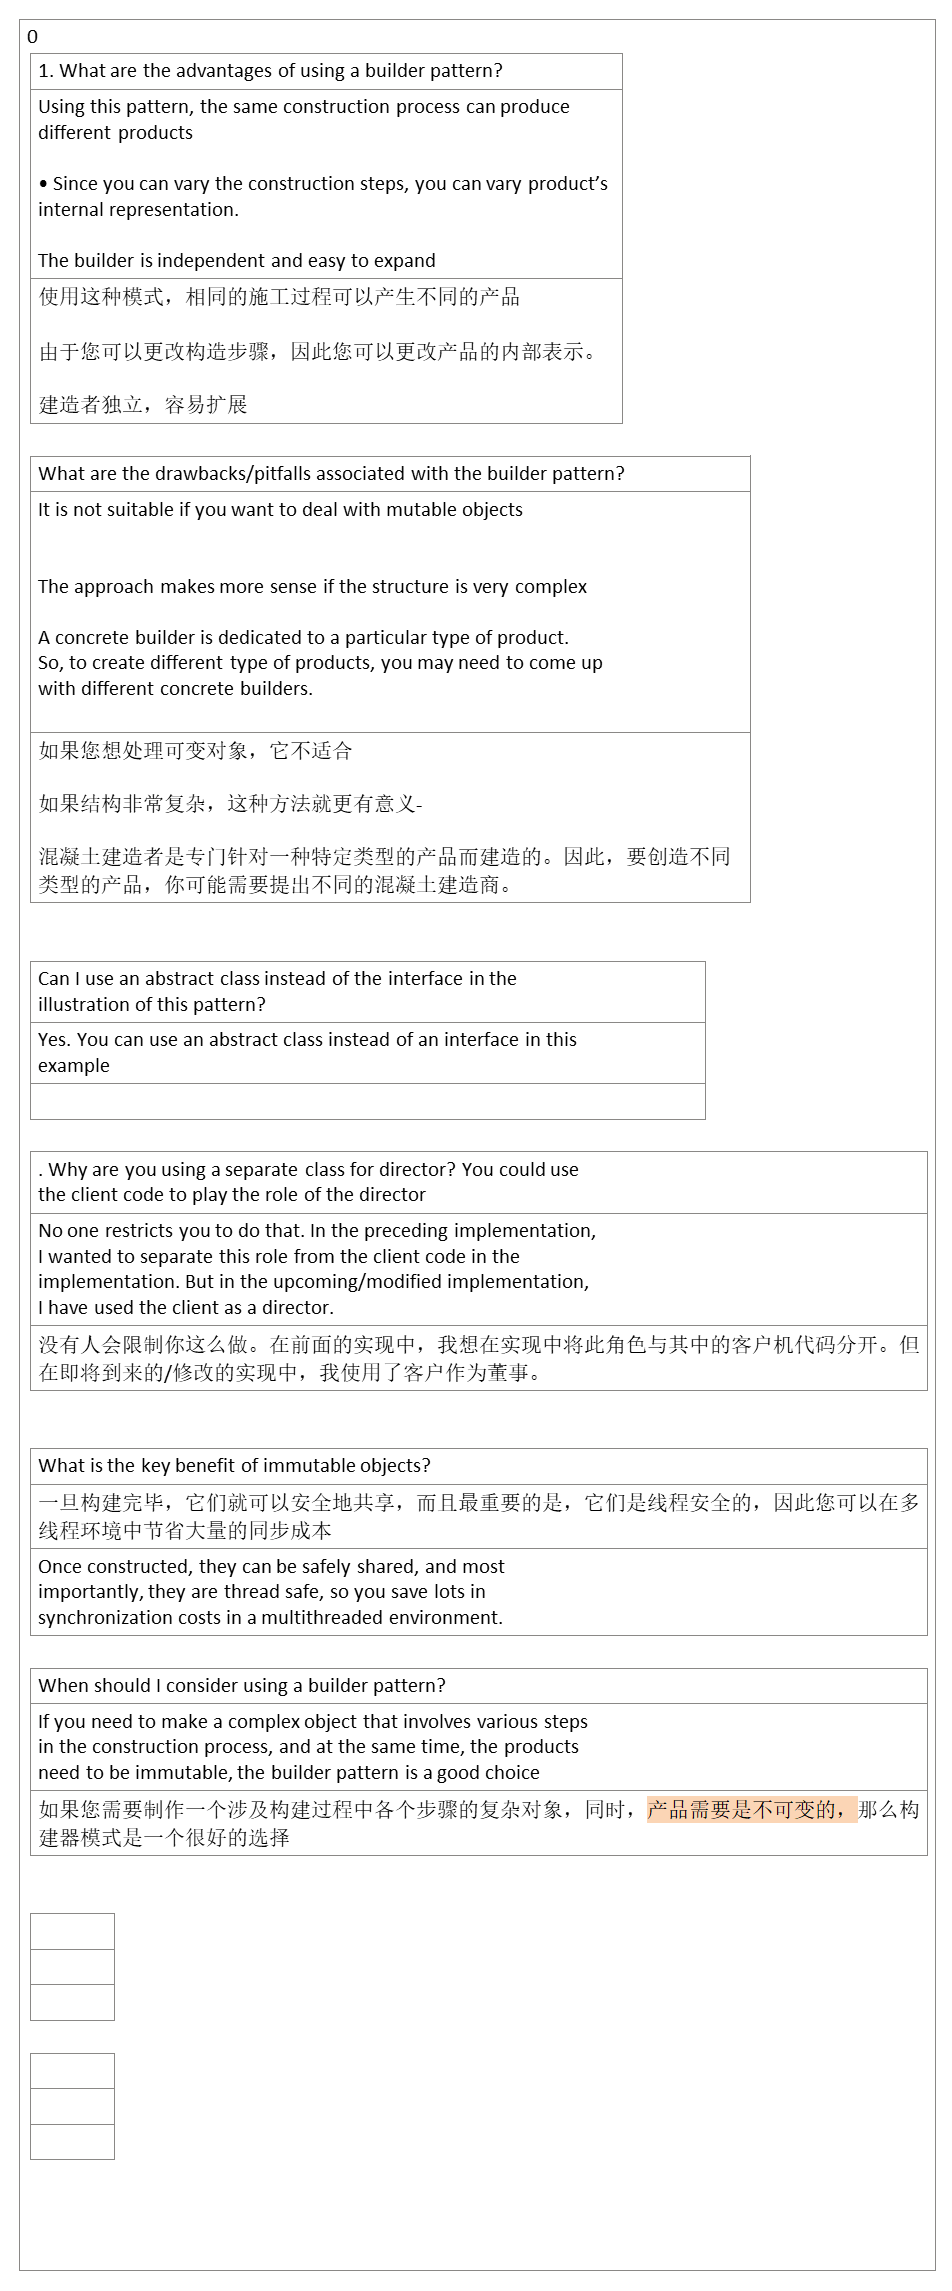 0
1. What are the advantages of using a builder pattern?
Using this pattern, the same construction process can produce
different products
• Since you can vary the construction steps, you can vary product’s
internal representation.
The builder is independent and easy to expand
使用这种模式，相同的施工过程可以产生不同的产品
由于您可以更改构造步骤，因此您可以更改产品的内部表示。
建造者独立，容易扩展
What are the drawbacks/pitfalls associated with the builder pattern?
It is not suitable if you want to deal with mutable objects
The approach makes more sense if the structure is very complex
A concrete builder is dedicated to a particular type of product.
So, to create different type of products, you may need to come up
with different concrete builders.
如果您想处理可变对象，它不适合
如果结构非常复杂，这种方法就更有意义-
混凝土建造者是专门针对一种特定类型的产品而建造的。因此，要创造不同
类型的产品，你可能需要提出不同的混凝土建造商。
Can I use an abstract class instead of the interface in the
illustration of this pattern?
Yes. You can use an abstract class instead of an interface in this
example
. Why are you using a separate class for director? You could use
the client code to play the role of the director
No one restricts you to do that. In the preceding implementation,
I wanted to separate this role from the client code in the
implementation. But in the upcoming/modified implementation,
I have used the client as a director.
没有人会限制你这么做。在前面的实现中，我想在实现中将此角色与其中的客户机代码分开。但
在即将到来的/修改的实现中，我使用了客户作为董事。
What is the key benefit of immutable objects?
一旦构建完毕，它们就可以安全地共享，而且最重要的是，它们是线程安全的，因此您可以在多
线程环境中节省大量的同步成本
Once constructed, they can be safely shared, and most
importantly, they are thread safe, so you save lots in
synchronization costs in a multithreaded environment.
When should I consider using a builder pattern?
If you need to make a complex object that involves various steps
in the construction process, and at the same time, the products
need to be immutable, the builder pattern is a good choice
如果您需要制作一个涉及构建过程中各个步骤的复杂对象，同时，产品需要是不可变的，那么构
建器模式是一个很好的选择